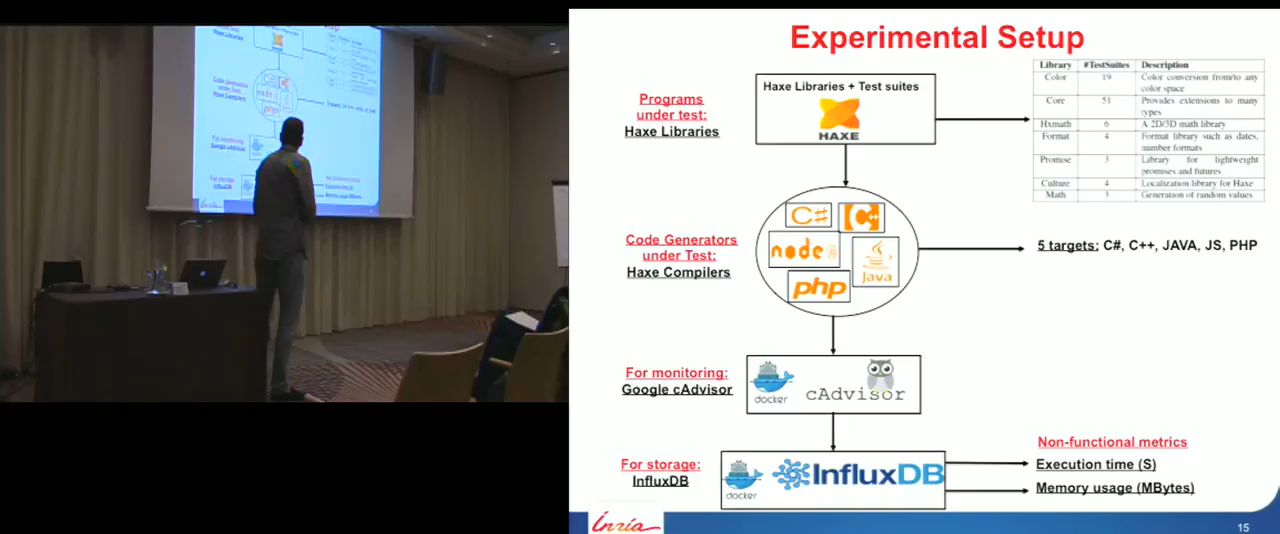 Experimental Setup
Programs
under test:
Haxe Libraries
Haxe Libraries + Test suites
HAXE
Library #TestSuites Description
Color 19 Color conversion from/to any
color space
Core 51 Provides extensions to many
types
Hxmath 6 A 2D/3D math library
Format 4 Format library such as dates,
number formats
Promise 3 Library for lightweight
promises and futures
Culture 4 Localization library for Haxe
Math 3 Generation of random values
Code Generators
under Test:
Haxe Compilers
C#
C++
node
Java
php
5 targets: C#, C++, JAVA, JS, PHP
For monitoring:
Google cAdvisor
docker
cAdvisor
For storage:
InfluxDB
docker
InfluxDB
Non-functional metrics
Execution time (S)
Memory usage (MBytes)
Inria
15